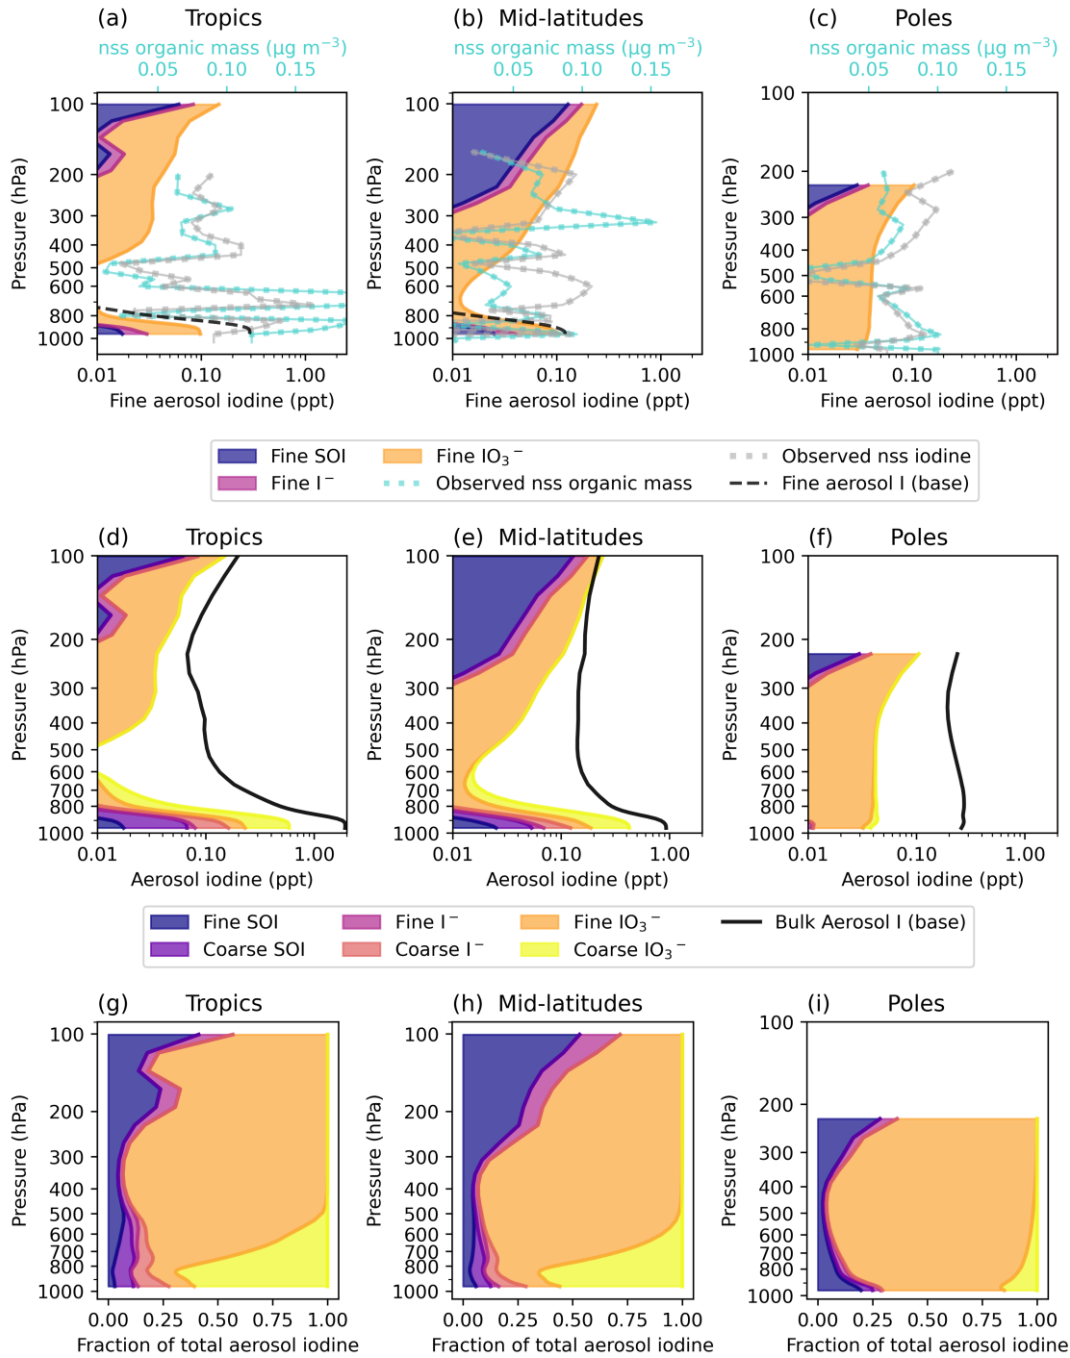 (a) Tropics (b) Mid-latitudes (c) Poles
nss organic mass (μg m⁻³) nss organic mass (μg m⁻³) nss organic mass (μg m⁻³)
0.05 0.10 0.15 0.05 0.10 0.15 0.05 0.10 0.15
100 100 100
200 200 200
300 300 300
400 400 400
500 500 500
600 600 600
800 800 800
1000 1000 1000
Pressure (hPa) Pressure (hPa) Pressure (hPa)
0.01 0.10 1.00 0.01 0.10 1.00 0.01 0.10 1.00
Fine aerosol iodine (ppt) Fine aerosol iodine (ppt) Fine aerosol iodine (ppt)
Fine SOI Fine IO₃⁻ Observed nss iodine
Fine I⁻ Observed nss organic mass Fine aerosol I (base)
(d) Tropics (e) Mid-latitudes (f) Poles
100 100 100
200 200 200
300 300 300
400 400 400
500 500 500
600 600 600
700 700 700
800 800 800
1000 1000 1000
Pressure (hPa) Pressure (hPa) Pressure (hPa)
0.01 0.10 1.00 0.01 0.10 1.00 0.01 0.10 1.00
Aerosol iodine (ppt) Aerosol iodine (ppt) Aerosol iodine (ppt)
Fine SOI Fine I⁻ Fine IO₃⁻ Bulk Aerosol I (base)
Coarse SOI Coarse I⁻ Coarse IO₃⁻
(g) Tropics (h) Mid-latitudes (i) Poles
100 100 100
200 200 200
300 300 300
400 400 400
500 500 500
600 600 600
700 700 700
800 800 800
1000 1000 1000
Pressure (hPa) Pressure (hPa) Pressure (hPa)
0.00 0.25 0.50 0.75 1.00 0.00 0.25 0.50 0.75 1.00 0.00 0.25 0.50 0.75 1.00
Fraction of total aerosol iodine Fraction of total aerosol iodine Fraction of total aerosol iodine